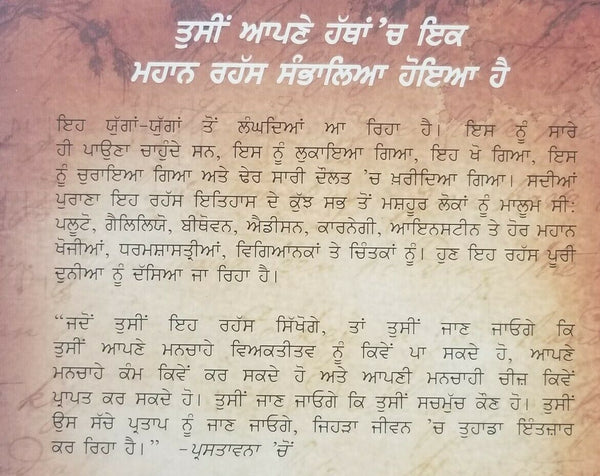 ਤੁਸੀਂ ਆਪਣੇ ਹੱਥਾਂ ’ਚ ਇਕ
ਮਹਾਨ ਰਹੱਸ ਸੰਭਾਲਿਆ ਹੋਇਆ ਹੈ
ਇਹ ਯੁੱਗਾਂ-ਯੁੱਗਾਂ ਤੋਂ ਲੰਘਦਿਆਂ ਆ ਰਿਹਾ ਹੈ। ਇਸ ਨੂੰ ਸਾਰੇ
ਹੀ ਪਾਉਣਾ ਚਾਹੁੰਦੇ ਸਨ, ਇਸ ਨੂੰ ਲੁਕਾਇਆ ਗਿਆ, ਇਹ ਖੋ ਗਿਆ, ਇਸ
ਨੂੰ ਚੁਰਾਇਆ ਗਿਆ ਅਤੇ ਢੇਰ ਸਾਰੀ ਦੌਲਤ ’ਚ ਖ਼ਰੀਦਿਆ ਗਿਆ। ਸਦੀਆਂ
ਪੁਰਾਣਾ ਇਹ ਰਹੱਸ ਇਤਿਹਾਸ ਦੇ ਕੁੱਝ ਸਭ ਤੋਂ ਮਸ਼ਹੂਰ ਲੋਕਾਂ ਨੂੰ ਮਾਲੂਮ ਸੀ:
ਪਲੂਟੋ, ਗੈਲਿਲਿਯੋ, ਬੀਥੋਵਨ, ਐਡੀਸਨ, ਕਾਰਨੇਗੀ, ਆਇਨਸਟੀਨ ਤੇ ਹੋਰ ਮਹਾਨ
ਖੋਜੀਆਂ, ਧਰਮਸ਼ਾਸਤ੍ਰੀਆਂ, ਵਿਗਿਆਨਕਾਂ ਤੇ ਚਿੰਤਕਾਂ ਨੂੰ। ਹੁਣ ਇਹ ਰਹੱਸ ਪੂਰੀ
ਦੁਨੀਆ ਨੂੰ ਦੱਸਿਆ ਜਾ ਰਿਹਾ ਹੈ।
“ਜਦੋਂ ਤੁਸੀਂ ਇਹ ਰਹੱਸ ਸਿੱਖੋਗੇ, ਤਾਂ ਤੁਸੀਂ ਜਾਣ ਜਾਓਗੇ ਕਿ
ਤੁਸੀਂ ਆਪਣੇ ਮਨਚਾਹੇ ਵਿਅਕਤੀਤਵ ਨੂੰ ਕਿਵੇਂ ਪਾ ਸਕਦੇ ਹੋ, ਆਪਣੇ
ਮਨਚਾਹੇ ਕੰਮ ਕਿਵੇਂ ਕਰ ਸਕਦੇ ਹੋ ਅਤੇ ਆਪਣੀ ਮਨਚਾਹੀ ਚੀਜ਼ ਕਿਵੇਂ
ਪ੍ਰਾਪਤ ਕਰ ਸਕਦੇ ਹੋ। ਤੁਸੀਂ ਜਾਣ ਜਾਓਗੇ ਕਿ ਤੁਸੀਂ ਸਚਮੁੱਚ ਕੌਣ ਹੋ। ਤੁਸੀਂ
ਉਸ ਸੱਚੇ ਪ੍ਰਤਾਪ ਨੂੰ ਜਾਣ ਜਾਓਗੇ, ਜਿਹੜਾ ਜੀਵਨ ’ਚ ਤੁਹਾਡਾ ਇੰਤਜ਼ਾਰ
ਕਰ ਰਿਹਾ ਹੈ।” -ਪ੍ਰਸਤਾਵਨਾ ’ਚੋਂ